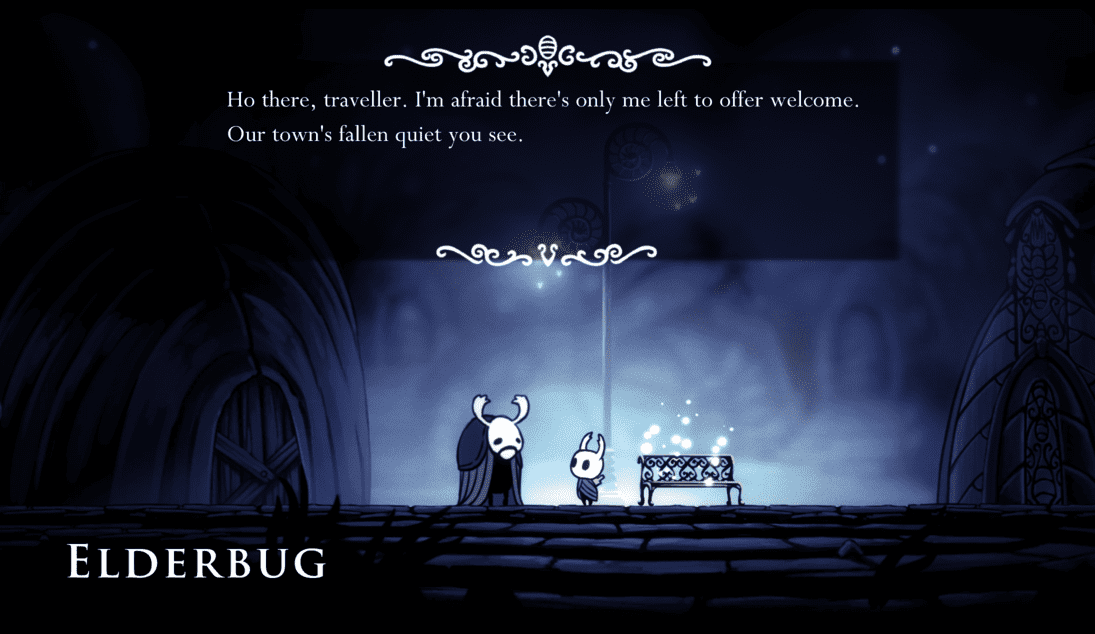 Ho there, traveller. I'm afraid there's only me left to offer welcome.
Our town's fallen quiet you see.
ELDERBUG